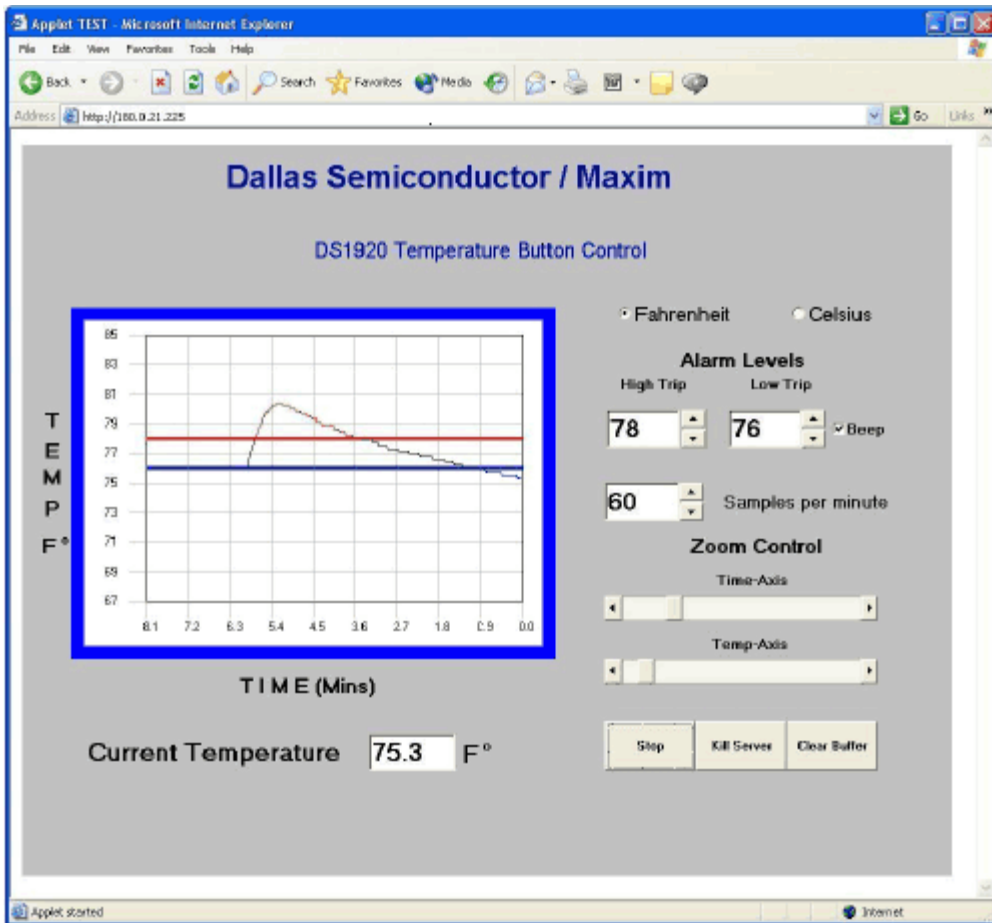 Applet TEST - Microsoft Internet Explorer
File Edit View Favorites Tools Help
Back Search Favorites Media
Address http://180.0.21.225 Go Links »
Dallas Semiconductor / Maxim
DS1920 Temperature Button Control
Fahrenheit Celsius
Alarm Levels
High Trip Low Trip
78 76 Beep
60 Samples per minute
Zoom Control
Time-Axis
Temp-Axis
Stop Kill Server Clear Buffer
TEMP F°
85
83
81
79
77
75
73
71
69
67
8.1 7.2 6.3 5.4 4.5 3.6 2.7 1.8 0.9 0.0
TIME (Mins)
Current Temperature 75.3 F°
Applet started Internet